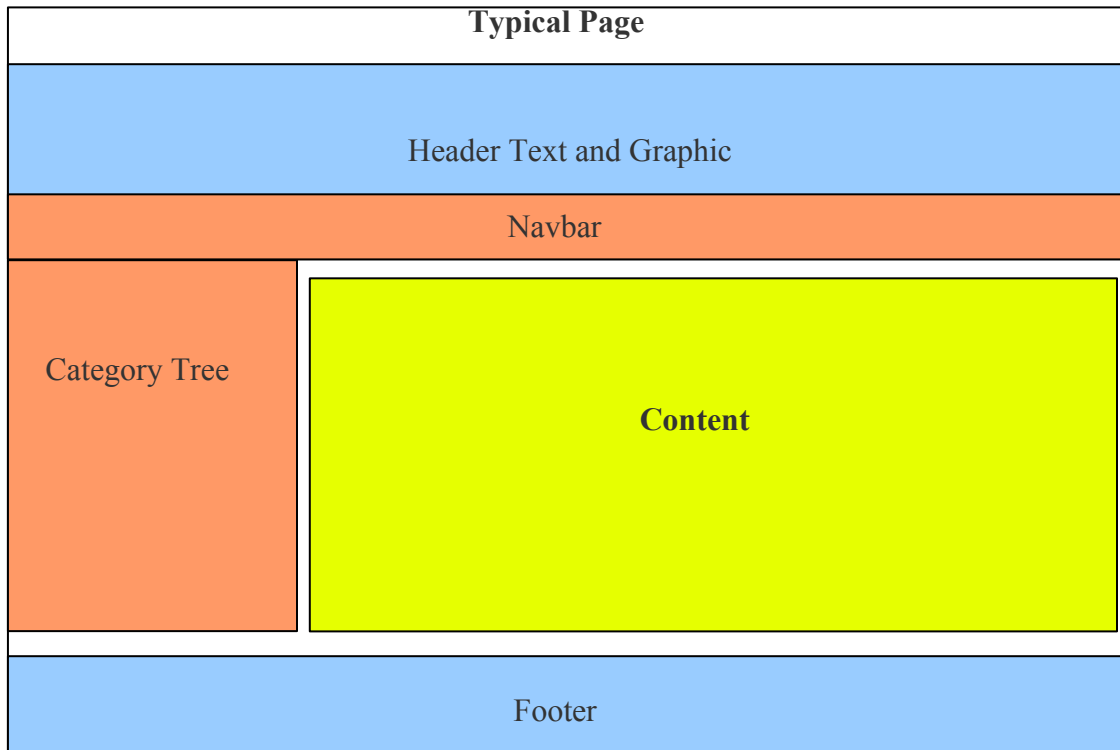 Typical Page
Header Text and Graphic
Navbar
Category Tree
Content
Footer